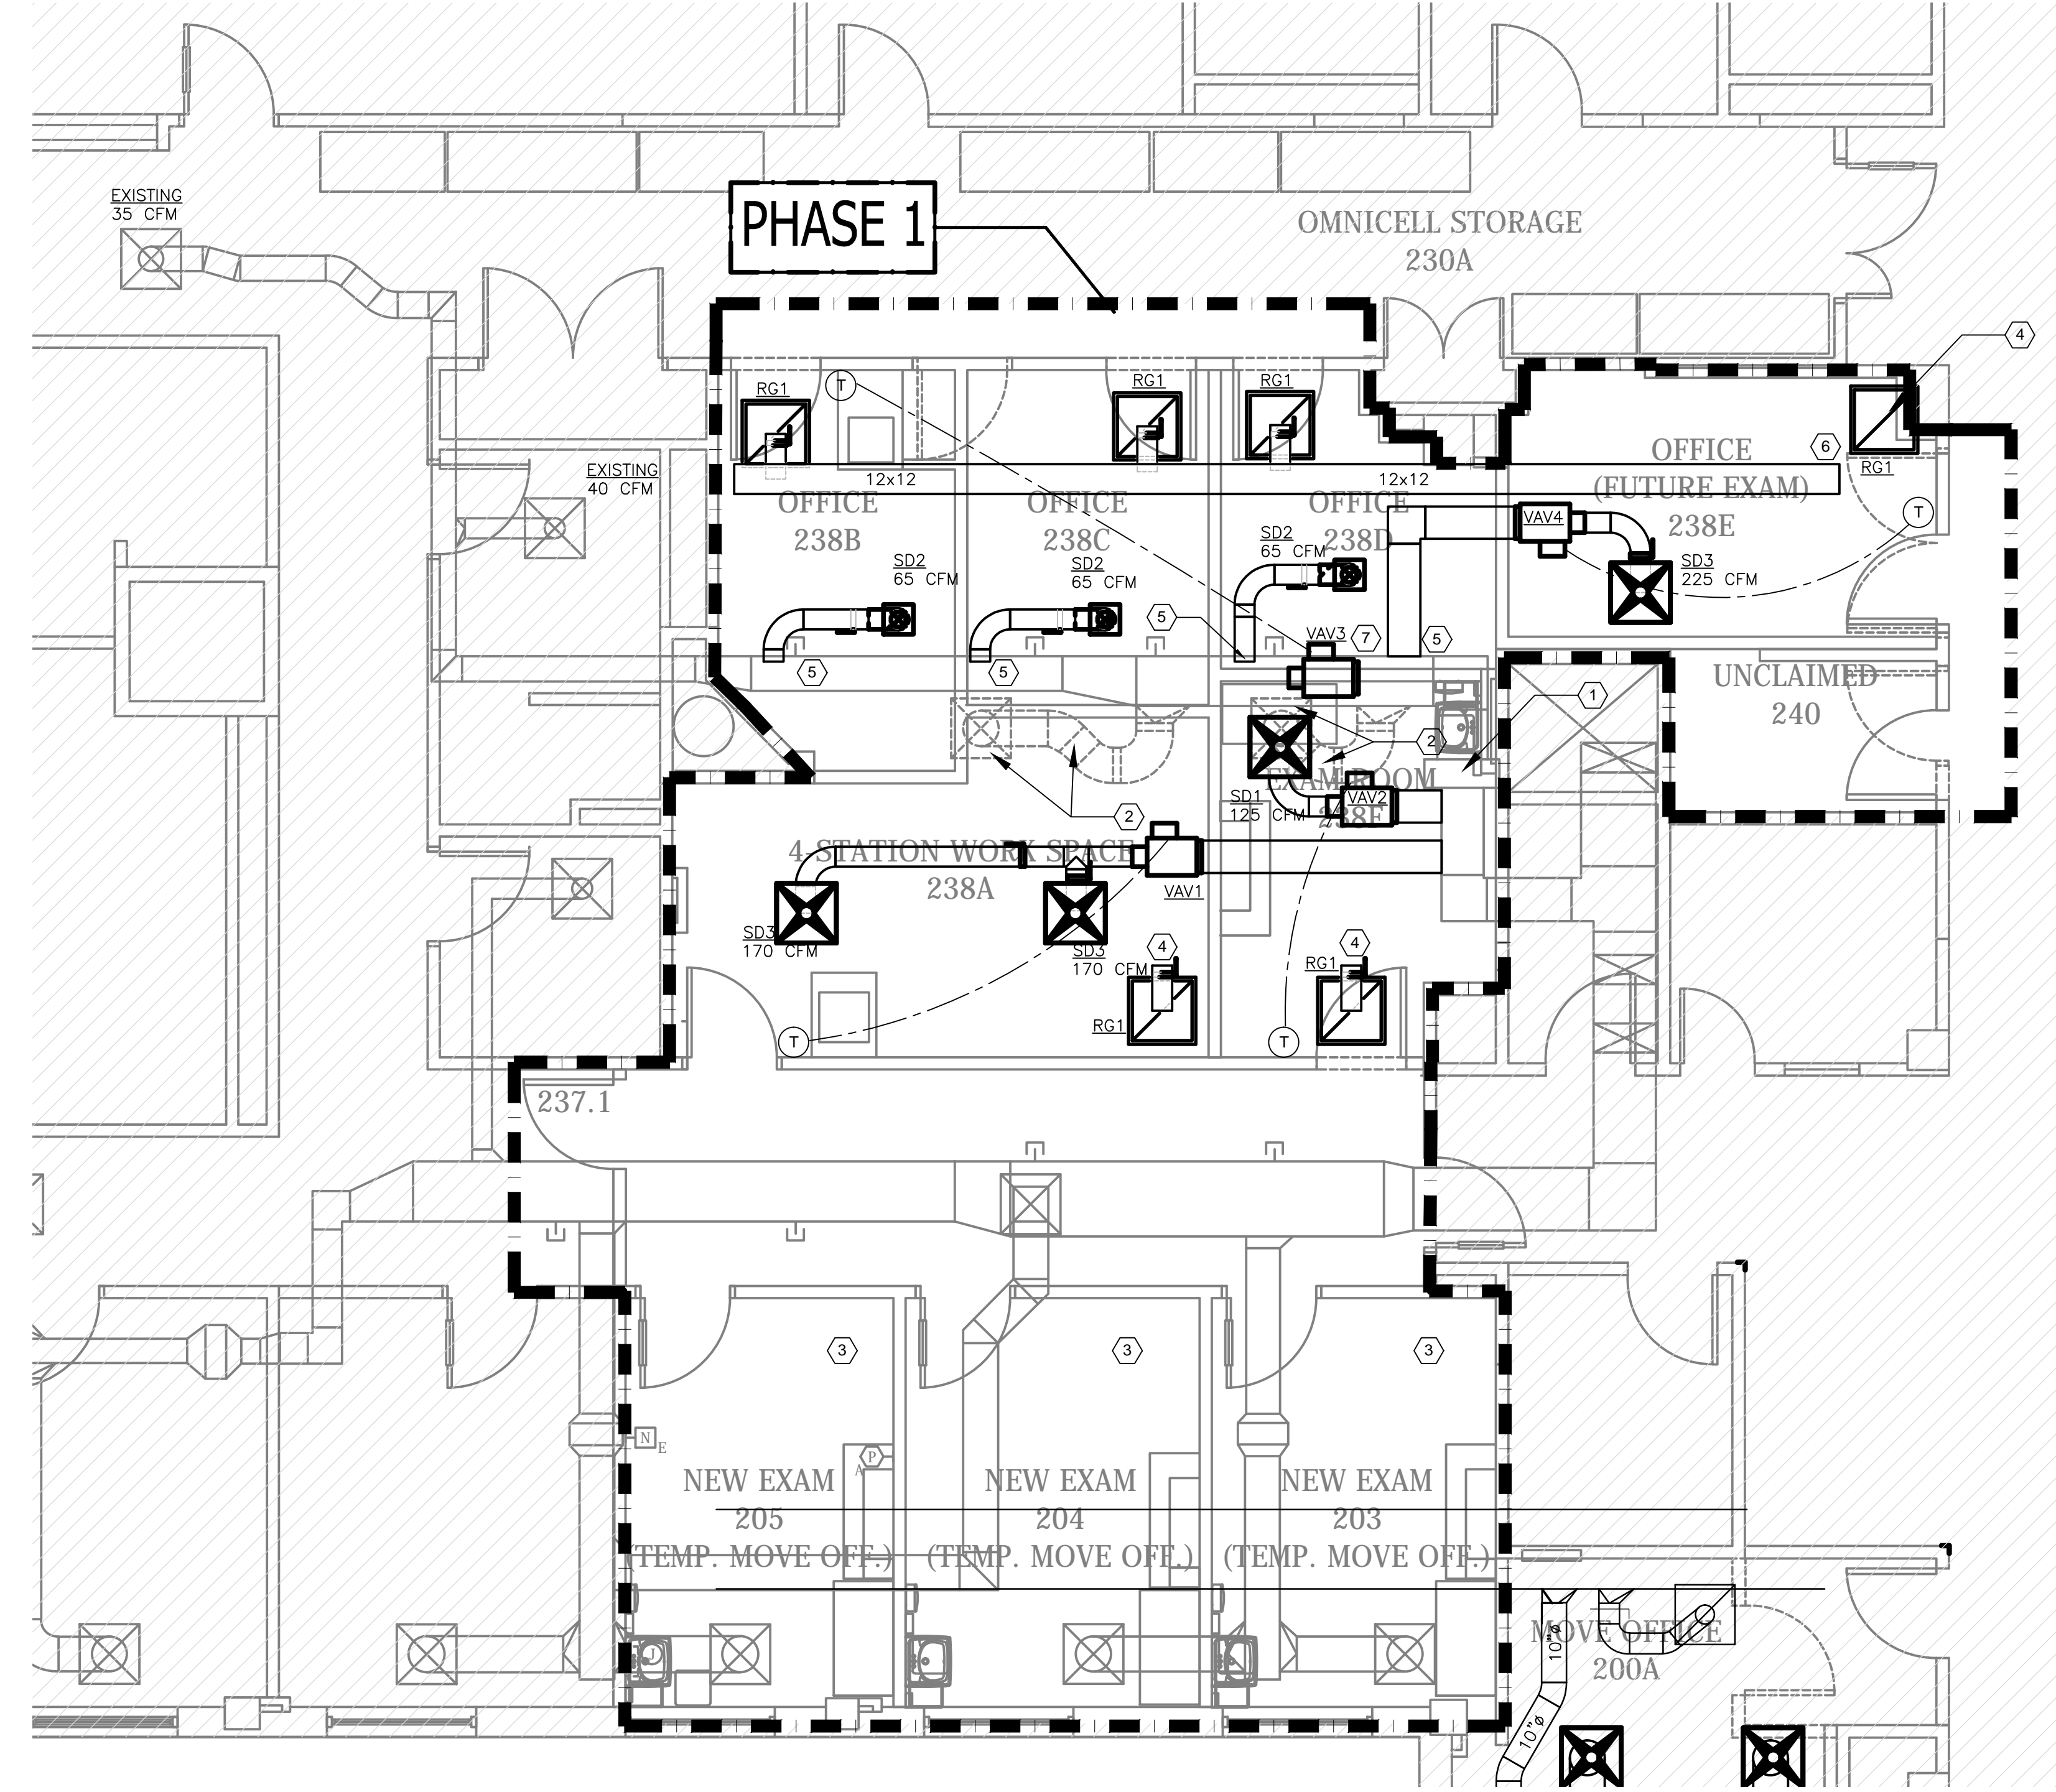 EXISTING
35 CFM
PHASE 1
OMNICELL STORAGE
230A
4
RG1
T
RG1
RG1
OFFICE
(FUTURE EXAM)
238E
6
RG1
EXISTING
40 CFM
12x12
12x12
OFFICE
238B
OFFICE
238C
OFFICE
238D
VAV4
T
SD2
65 CFM
SD2
65 CFM
SD2
65 CFM
SD3
225 CFM
5
VAV3
7
5
5
5
UNCLAIMED
240
1
2
2
EXAM ROOM
238F
SD1
125 CFM
VAV2
4-STATION WORK SPACE
238A
VAV1
SD3
170 CFM
SD3
170 CFM
4
4
RG1
RG1
T
T
237.1
3
3
3
N
E
P
A
NEW EXAM
205
(TEMP. MOVE OFF.)
NEW EXAM
204
(TEMP. MOVE OFF.)
NEW EXAM
203
(TEMP. MOVE OFF.)
J
MOVE OFFICE
200A
10"ø
10"ø